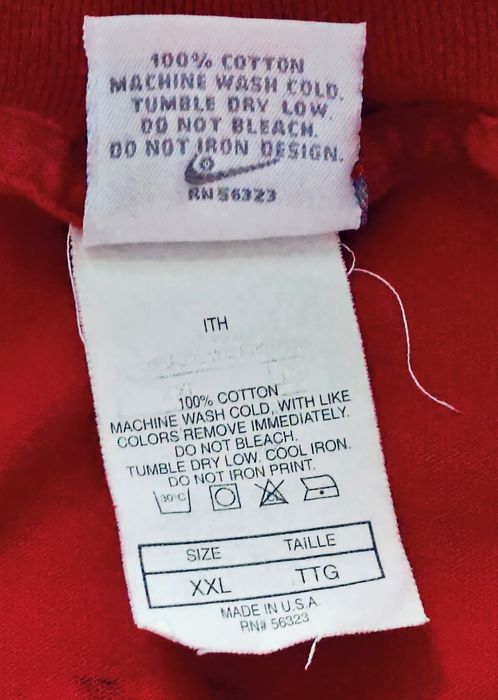 100% COTTON
MACHINE WASH COLD.
TUMBLE DRY LOW.
DO NOT BLEACH.
DO NOT IRON DESIGN.
RN 56323
ITH
100% COTTON
MACHINE WASH COLD, WITH LIKE
COLORS REMOVE IMMEDIATELY.
DO NOT BLEACH.
TUMBLE DRY LOW. COOL IRON.
DO NOT IRON PRINT.
30°C CL
SIZE TAiLLE
XXL TTG
MADE IN U.S.A.
RN# 56323